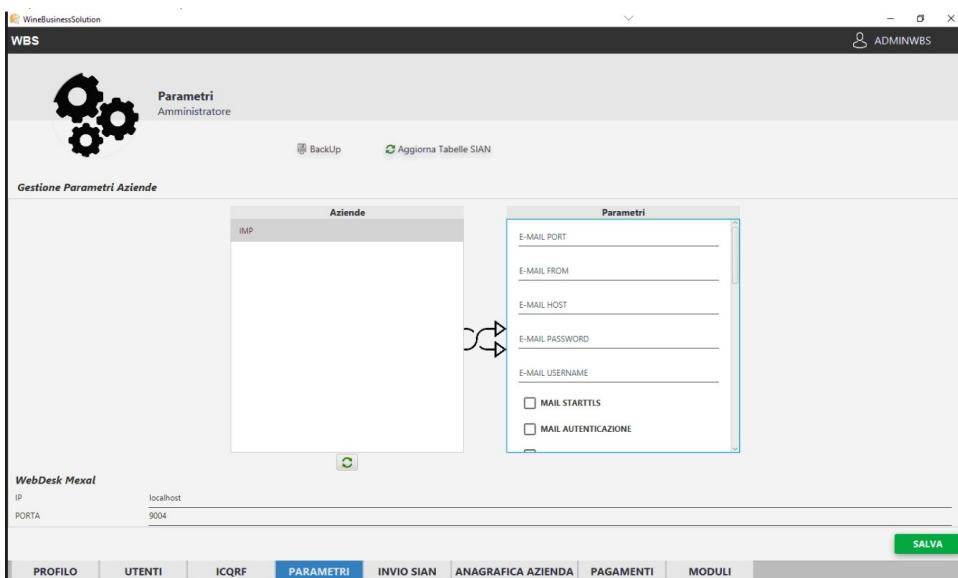 WineBusinessSolution
WBS
ADMINWBS
Parametri
Amministratore
BackUp
Aggiorna Tabelle SIAN
Gestione Parametri Aziende
Aziende
IMP
Parametri
E-MAIL PORT
E-MAIL FROM
E-MAIL HOST
E-MAIL PASSWORD
E-MAIL USERNAME
MAIL STARTTLS
MAIL AUTENTICAZIONE
WebDesk Mexal
IP localhost
PORTA 9004
SALVA
PROFILO UTENTI ICQRF PARAMETRI INVIO SIAN ANAGRAFICA AZIENDA PAGAMENTI MODULI